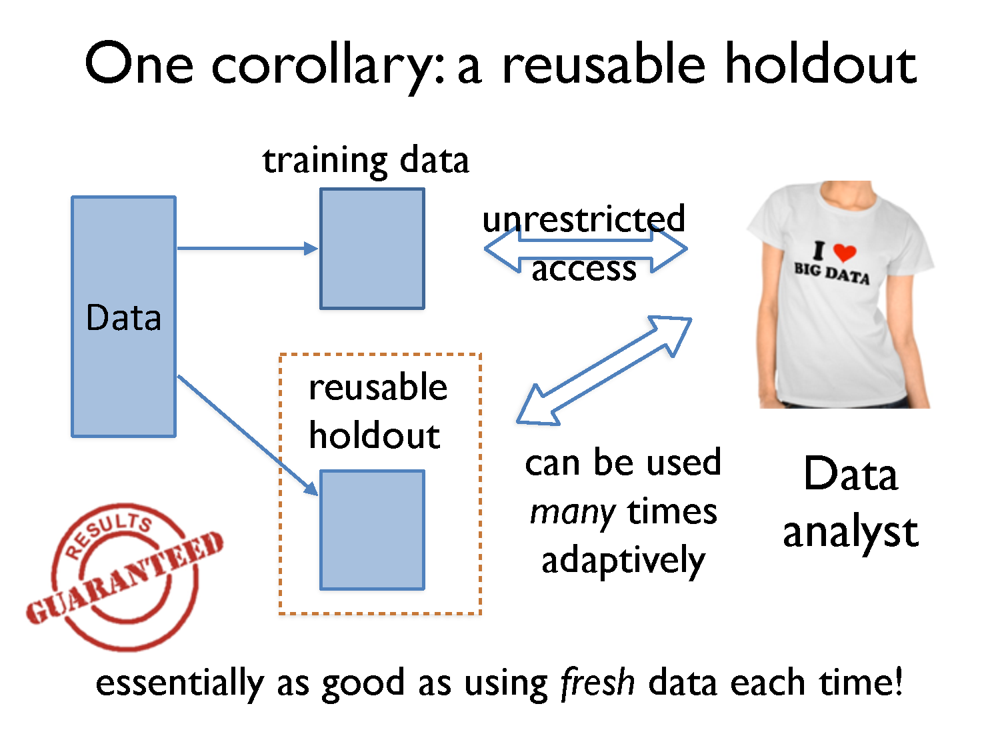 One corollary: a reusable holdout
training data
unrestricted
access
I
BIG DATA
Data
reusable
holdout
can be used
many times
adaptively
Data
analyst
RESULTS
GUARANTEED
essentially as good as using fresh data each time!